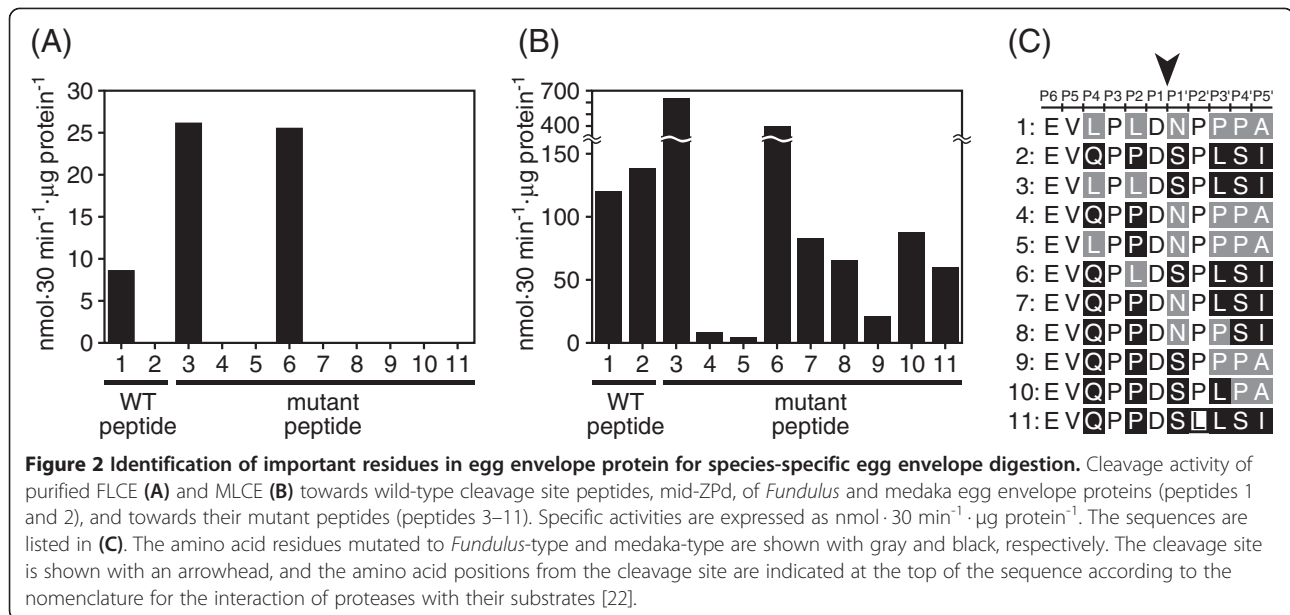 (A)
nmol·30 min-1·µg protein-1
30
25
20
15
10
5
0
1 2 3 4 5 6 7 8 9 10 11
WT peptide
mutant peptide
(B)
nmol·30 min-1·µg protein-1
700
400
150
100
50
0
1 2 3 4 5 6 7 8 9 10 11
WT peptide
mutant peptide
(C)
P6 P5 P4 P3 P2 P1 P1' P2' P3' P4' P5'
1: E V L P L D N P P P A
2: E V Q P P D S P L S I
3: E V L P L D S P L S I
4: E V Q P P D N P P P A
5: E V L P P D N P P P A
6: E V Q P L D S P L S I
7: E V Q P P D N P L S I
8: E V Q P P D N P P S I
9: E V Q P P D S P P P A
10: E V Q P P D S P L P A
11: E V Q P P D S L L S I
Figure 2 Identification of important residues in egg envelope protein for species-specific egg envelope digestion. Cleavage activity of
purified FLCE (A) and MLCE (B) towards wild-type cleavage site peptides, mid-ZPd, of Fundulus and medaka egg envelope proteins (peptides 1
and 2), and towards their mutant peptides (peptides 3–11). Specific activities are expressed as nmol·30 min-1·µg protein-1. The sequences are
listed in (C). The amino acid residues mutated to Fundulus-type and medaka-type are shown with gray and black, respectively. The cleavage site
is shown with an arrowhead, and the amino acid positions from the cleavage site are indicated at the top of the sequence according to the
nomenclature for the interaction of proteases with their substrates [22].